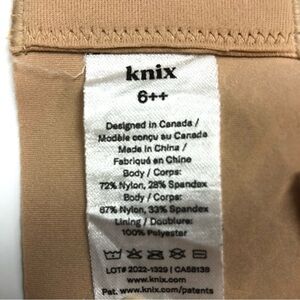 knix
6++
Designed in Canada /
Modèle conçu au Canada
Made in China /
Fabriqué en Chine
Body / Corps:
72% Nylon, 28% Spandex
Body / Corps:
67% Nylon, 33% Spandex
Lining / Doublure:
100% Polyester
LOT# 2022-1329 | CA58138
www.knix.com
Pat. www.knix.com/patents